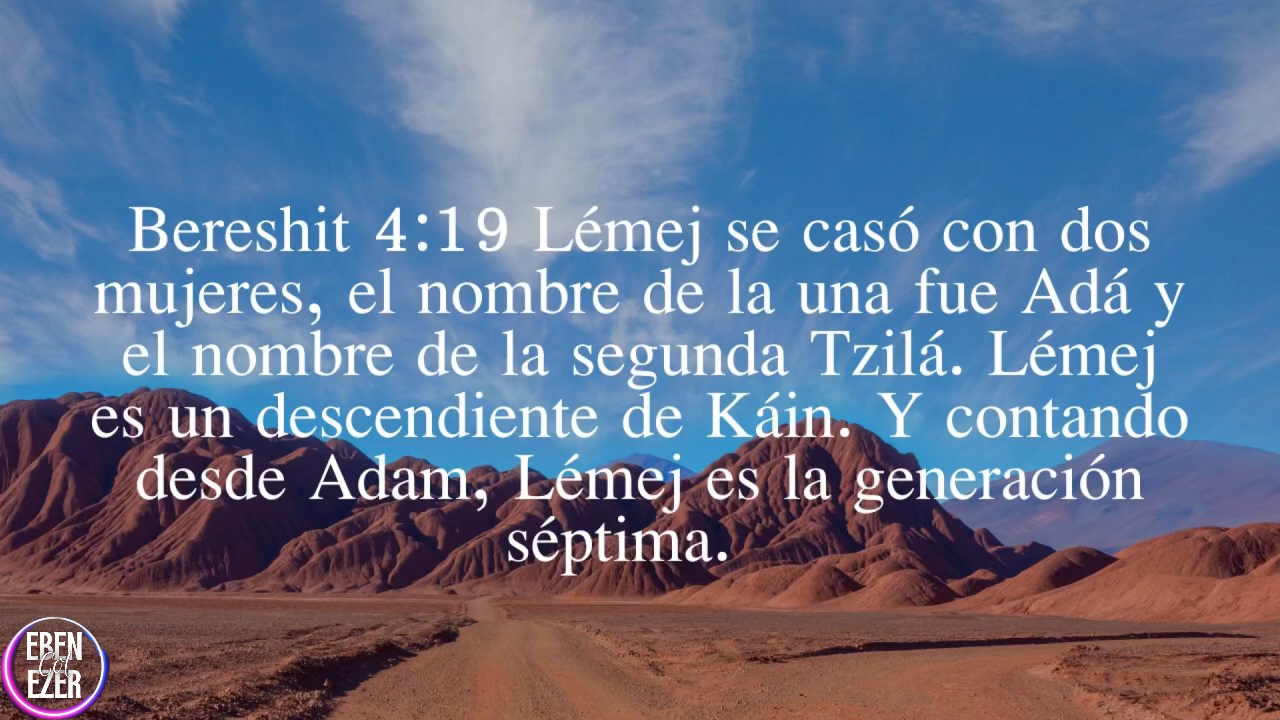 Bereshit 4:19 Lémej se casó con dos
mujeres, el nombre de la una fue Adá y
el nombre de la segunda Tzilá. Lémej
es un descendiente de Káin. Y contando
desde Adam, Lémej es la generación
séptima.
EBEN
EZER